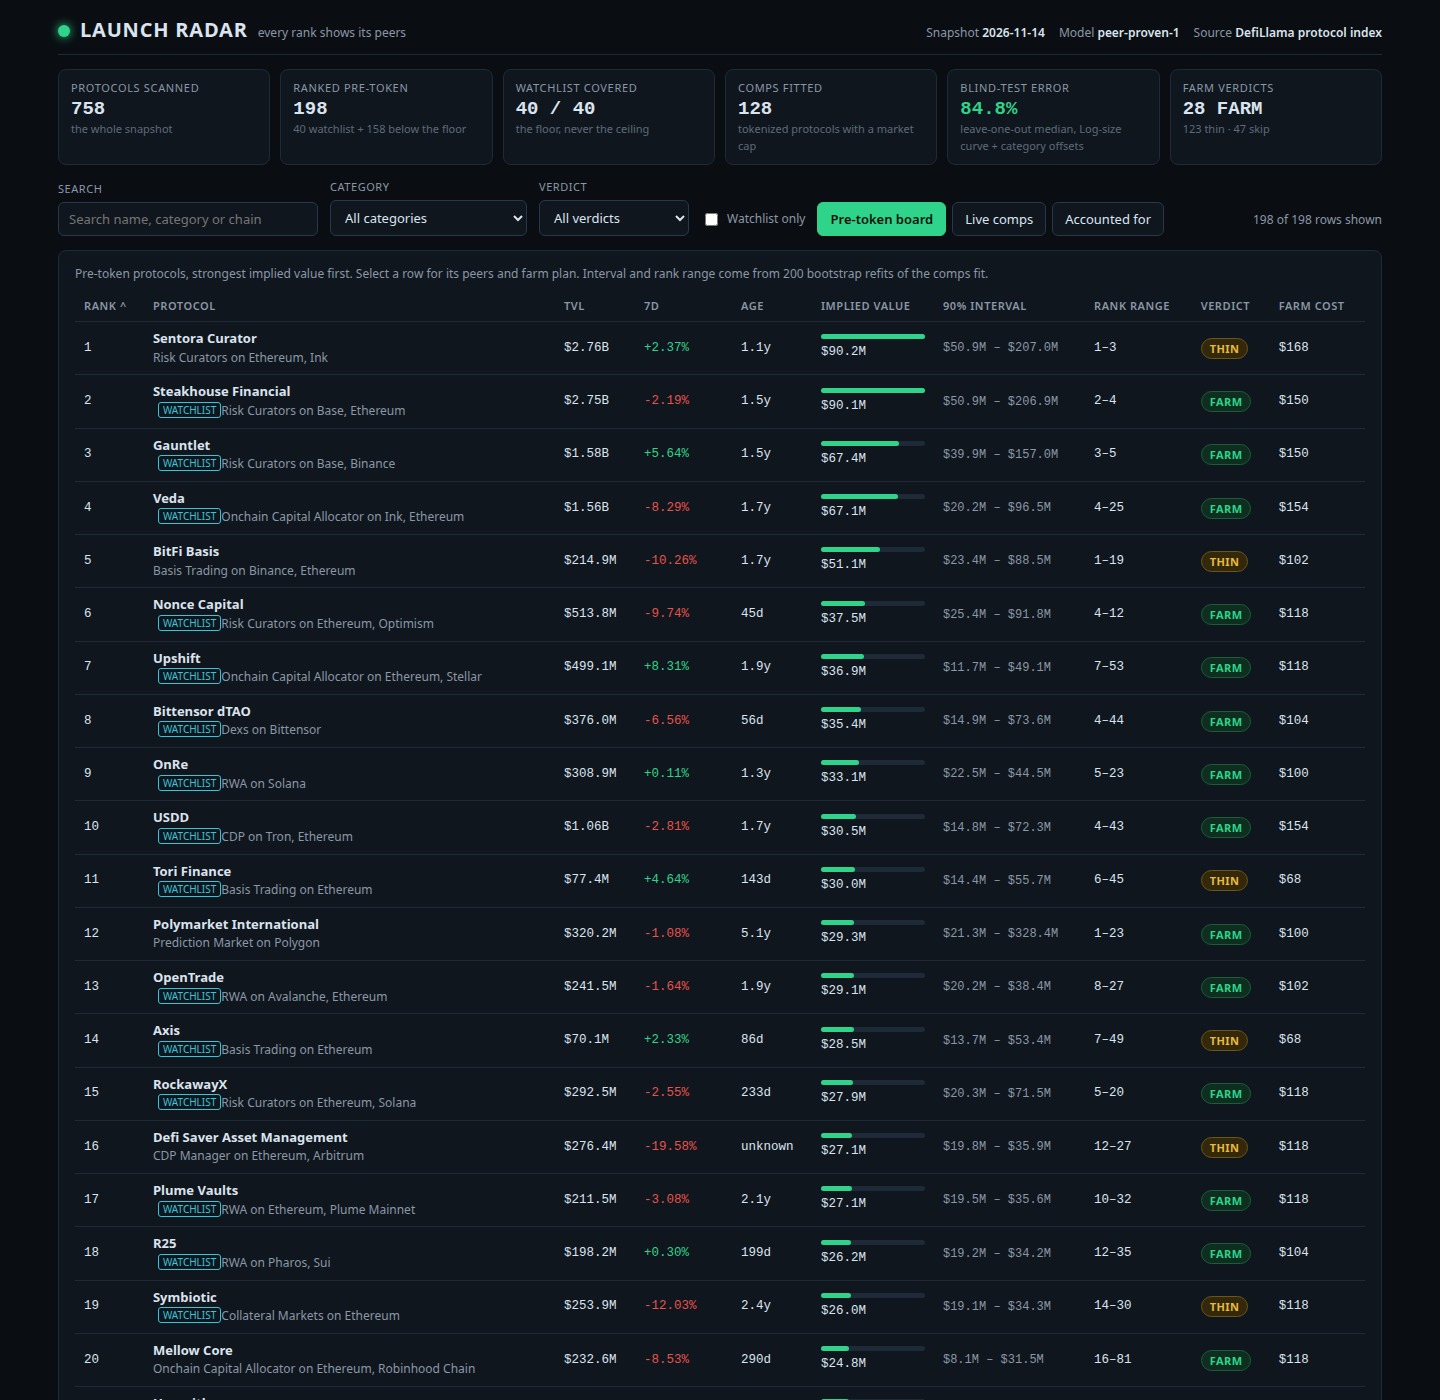 LAUNCH RADAR every rank shows its peers
Snapshot 2026-11-14 Model peer-proven-1 Source DefiLlama protocol index
PROTOCOLS SCANNED
758
the whole snapshot
RANKED PRE-TOKEN
198
40 watchlist + 158 below the floor
WATCHLIST COVERED
40 / 40
the floor, never the ceiling
COMPS FITTED
128
tokenized protocols with a market
cap
BLIND-TEST ERROR
84.8%
leave-one-out median, Log-size
curve + category offsets
FARM VERDICTS
28 FARM
123 thin · 47 skip
SEARCH
Search name, category or chain
CATEGORY
All categories
VERDICT
All verdicts
Watchlist only
Pre-token board
Live comps
Accounted for
198 of 198 rows shown
Pre-token protocols, strongest implied value first. Select a row for its peers and farm plan. Interval and rank range come from 200 bootstrap refits of the comps fit.
RANK ^ PROTOCOL TVL 7D AGE IMPLIED VALUE 90% INTERVAL RANK RANGE VERDICT FARM COST
1 Sentora Curator $2.76B +2.37% 1.1y $90.2M $50.9M – $207.0M 1–3 THIN $168
Risk Curators on Ethereum, Ink
2 Steakhouse Financial $2.75B -2.19% 1.5y $90.1M $50.9M – $206.9M 2–4 FARM $150
WATCHLIST Risk Curators on Base, Ethereum
3 Gauntlet $1.58B +5.64% 1.5y $67.4M $39.9M – $157.0M 3–5 FARM $150
WATCHLIST Risk Curators on Base, Binance
4 Veda $1.56B -8.29% 1.7y $67.1M $20.2M – $96.5M 4–25 FARM $154
WATCHLIST Onchain Capital Allocator on Ink, Ethereum
5 BitFi Basis $214.9M -10.26% 1.7y $51.1M $23.4M – $88.5M 1–19 THIN $102
Basis Trading on Binance, Ethereum
6 Nonce Capital $513.8M -9.74% 45d $37.5M $25.4M – $91.8M 4–12 FARM $118
WATCHLIST Risk Curators on Ethereum, Optimism
7 Upshift $499.1M +8.31% 1.9y $36.9M $11.7M – $49.1M 7–53 FARM $118
WATCHLIST Onchain Capital Allocator on Ethereum, Stellar
8 Bittensor dTAO $376.0M -6.56% 56d $35.4M $14.9M – $73.6M 4–44 FARM $104
WATCHLIST Dexs on Bittensor
9 OnRe $308.9M +0.11% 1.3y $33.1M $22.5M – $44.5M 5–23 FARM $100
WATCHLIST RWA on Solana
10 USDD $1.06B -2.81% 1.7y $30.5M $14.8M – $72.3M 4–43 FARM $154
WATCHLIST CDP on Tron, Ethereum
11 Tori Finance $77.4M +4.64% 143d $30.0M $14.4M – $55.7M 6–45 THIN $68
WATCHLIST Basis Trading on Ethereum
12 Polymarket International $320.2M -1.08% 5.1y $29.3M $21.3M – $328.4M 1–23 FARM $100
Prediction Market on Polygon
13 OpenTrade $241.5M -1.64% 1.9y $29.1M $20.2M – $38.4M 8–27 FARM $102
WATCHLIST RWA on Avalanche, Ethereum
14 Axis $70.1M +2.33% 86d $28.5M $13.7M – $53.4M 7–49 THIN $68
WATCHLIST Basis Trading on Ethereum
15 RockawayX $292.5M -2.55% 233d $27.9M $20.3M – $71.5M 5–20 FARM $118
WATCHLIST Risk Curators on Ethereum, Solana
16 Defi Saver Asset Management $276.4M -19.58% unknown $27.1M $19.8M – $35.9M 12–27 THIN $118
CDP Manager on Ethereum, Arbitrum
17 Plume Vaults $211.5M -3.08% 2.1y $27.1M $19.5M – $35.6M 10–32 FARM $118
WATCHLIST RWA on Ethereum, Plume Mainnet
18 R25 $198.2M +0.30% 199d $26.2M $19.2M – $34.2M 12–35 FARM $104
WATCHLIST RWA on Pharos, Sui
19 Symbiotic $253.9M -12.03% 2.4y $26.0M $19.1M – $34.3M 14–30 THIN $118
WATCHLIST Collateral Markets on Ethereum
20 Mellow Core $232.6M -8.53% 290d $24.8M $8.1M – $31.5M 16–81 FARM $118
Onchain Capital Allocator on Ethereum, Robinhood Chain